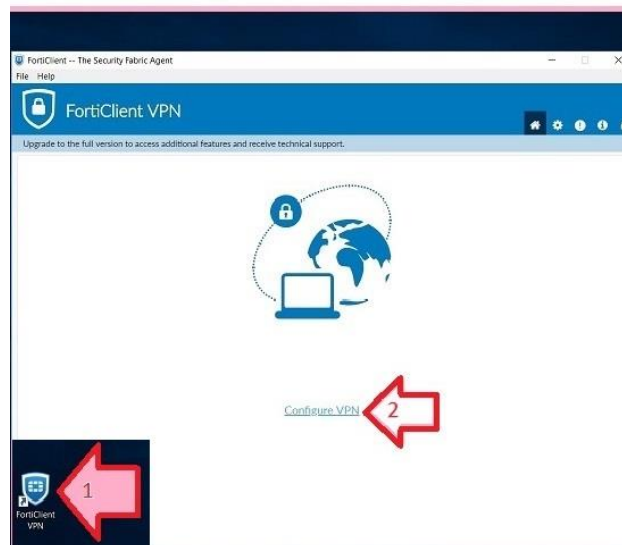 FortiClient -- The Security Fabric Agent
File Help
FortiClient VPN
Upgrade to the full version to access additional features and receive technical support.
Configure VPN
2
1
FortiClient
VPN